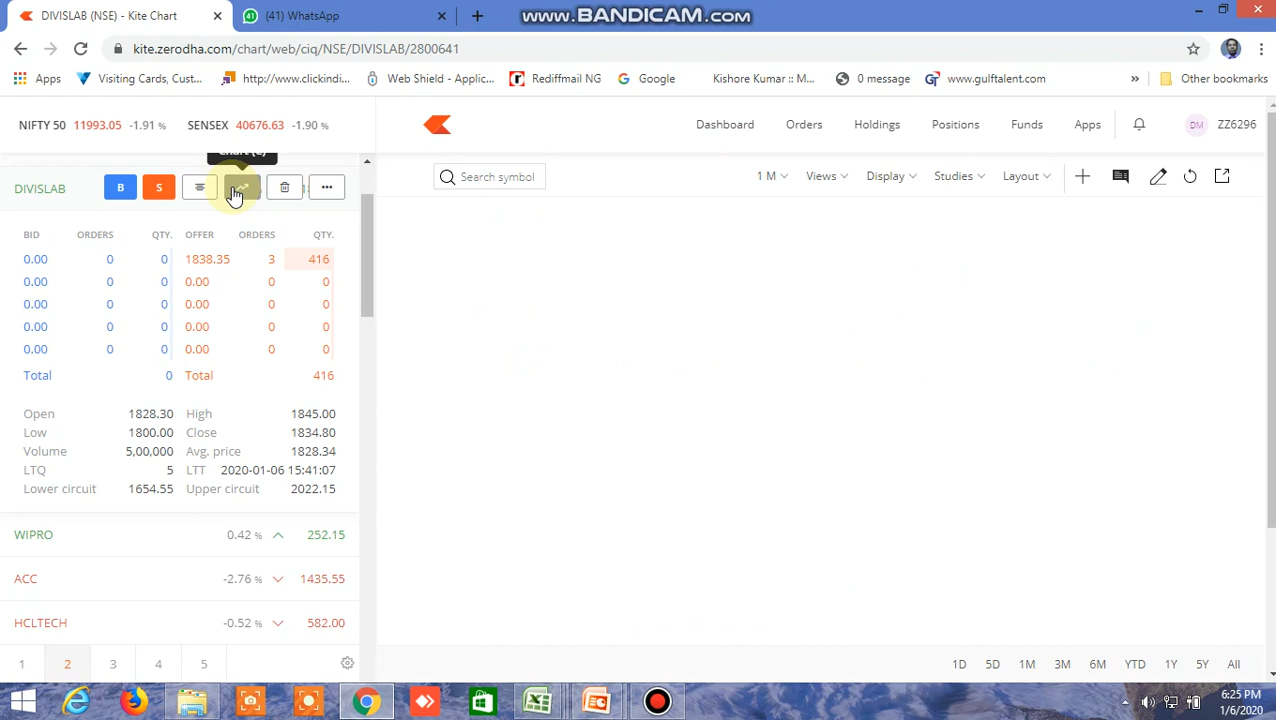 DIVISLAB (NSE) - Kite Chart
(41) WhatsApp
www.BANDICAM.com
kite.zerodha.com/chart/web/ciq/NSE/DIVISLAB/2800641
Apps
Visiting Cards, Cust...
http://www.clickindi...
Web Shield - Applic...
Rediffmail NG
Google
Kishore Kumar :: M...
0 message
www.gulftalent.com
»
Other bookmarks
NIFTY 50 11993.05 -1.91 %
SENSEX 40676.63 -1.90 %
Dashboard
Orders
Holdings
Positions
Funds
Apps
DM
ZZ6296
DIVISLAB
B
S
Search symbol
1 M
Views
Display
Studies
Layout
BID ORDERS QTY. OFFER ORDERS QTY.
0.00 0 0 1838.35 3 416
0.00 0 0 0.00 0 0
0.00 0 0 0.00 0 0
0.00 0 0 0.00 0 0
0.00 0 0 0.00 0 0
Total 0 Total 416
Open 1828.30 High 1845.00
Low 1800.00 Close 1834.80
Volume 5,00,000 Avg. price 1828.34
LTQ 5 LTT 2020-01-06 15:41:07
Lower circuit 1654.55 Upper circuit 2022.15
WIPRO 0.42 % 252.15
ACC -2.76 % 1435.55
HCLTECH -0.52 % 582.00
1 2 3 4 5
1D 5D 1M 3M 6M YTD 1Y 5Y All
6:25 PM
1/6/2020